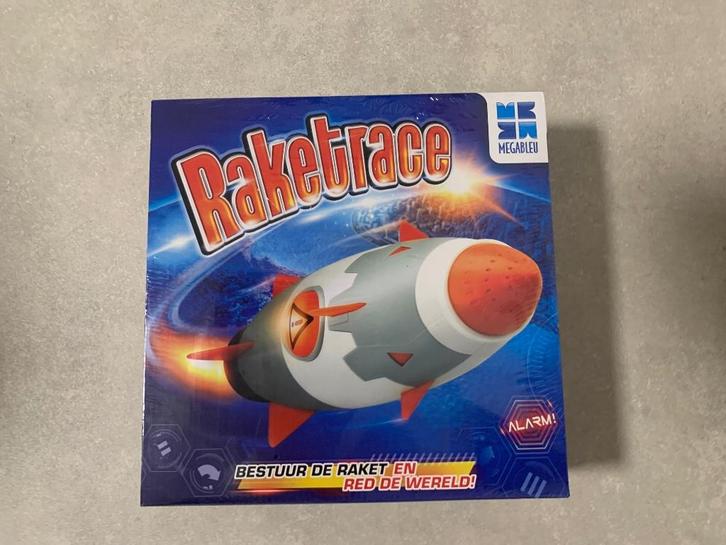 Raketrace
MEGABLEU
ALARM!
BESTUUR DE RAKET EN
RED DE WERELD!